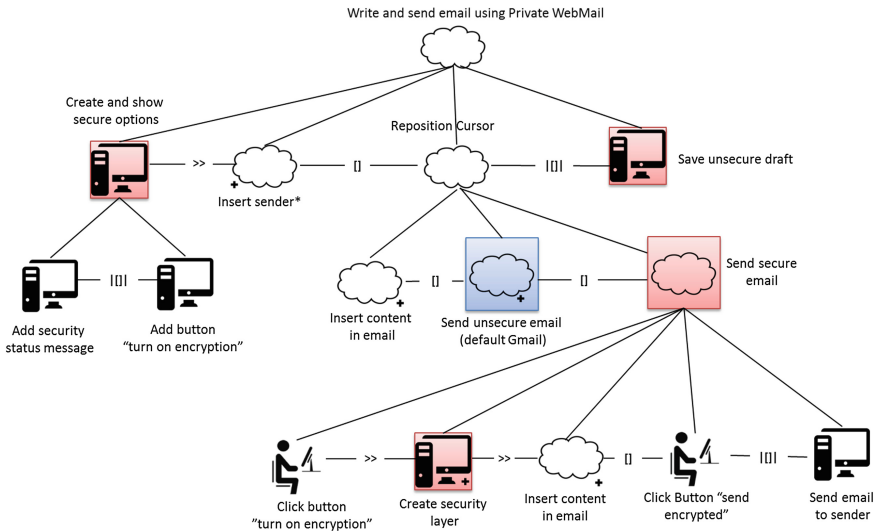 Write and send email using Private WebMail
Create and show
secure options
Reposition Cursor
>>
[]
|[]|
Save unsecure draft
+
Insert sender*
Send secure
email
|[]|
[]
[]
+
+
Add security
status message
Add button
“turn on encryption”
Insert content
in email
Send unsecure email
(default Gmail)
>>
>>
[]
|[]|
+
+
Click button
”turn on encryption”
Create security
layer
Insert content
in email
Click Button “send
encrypted”
Send email
to sender